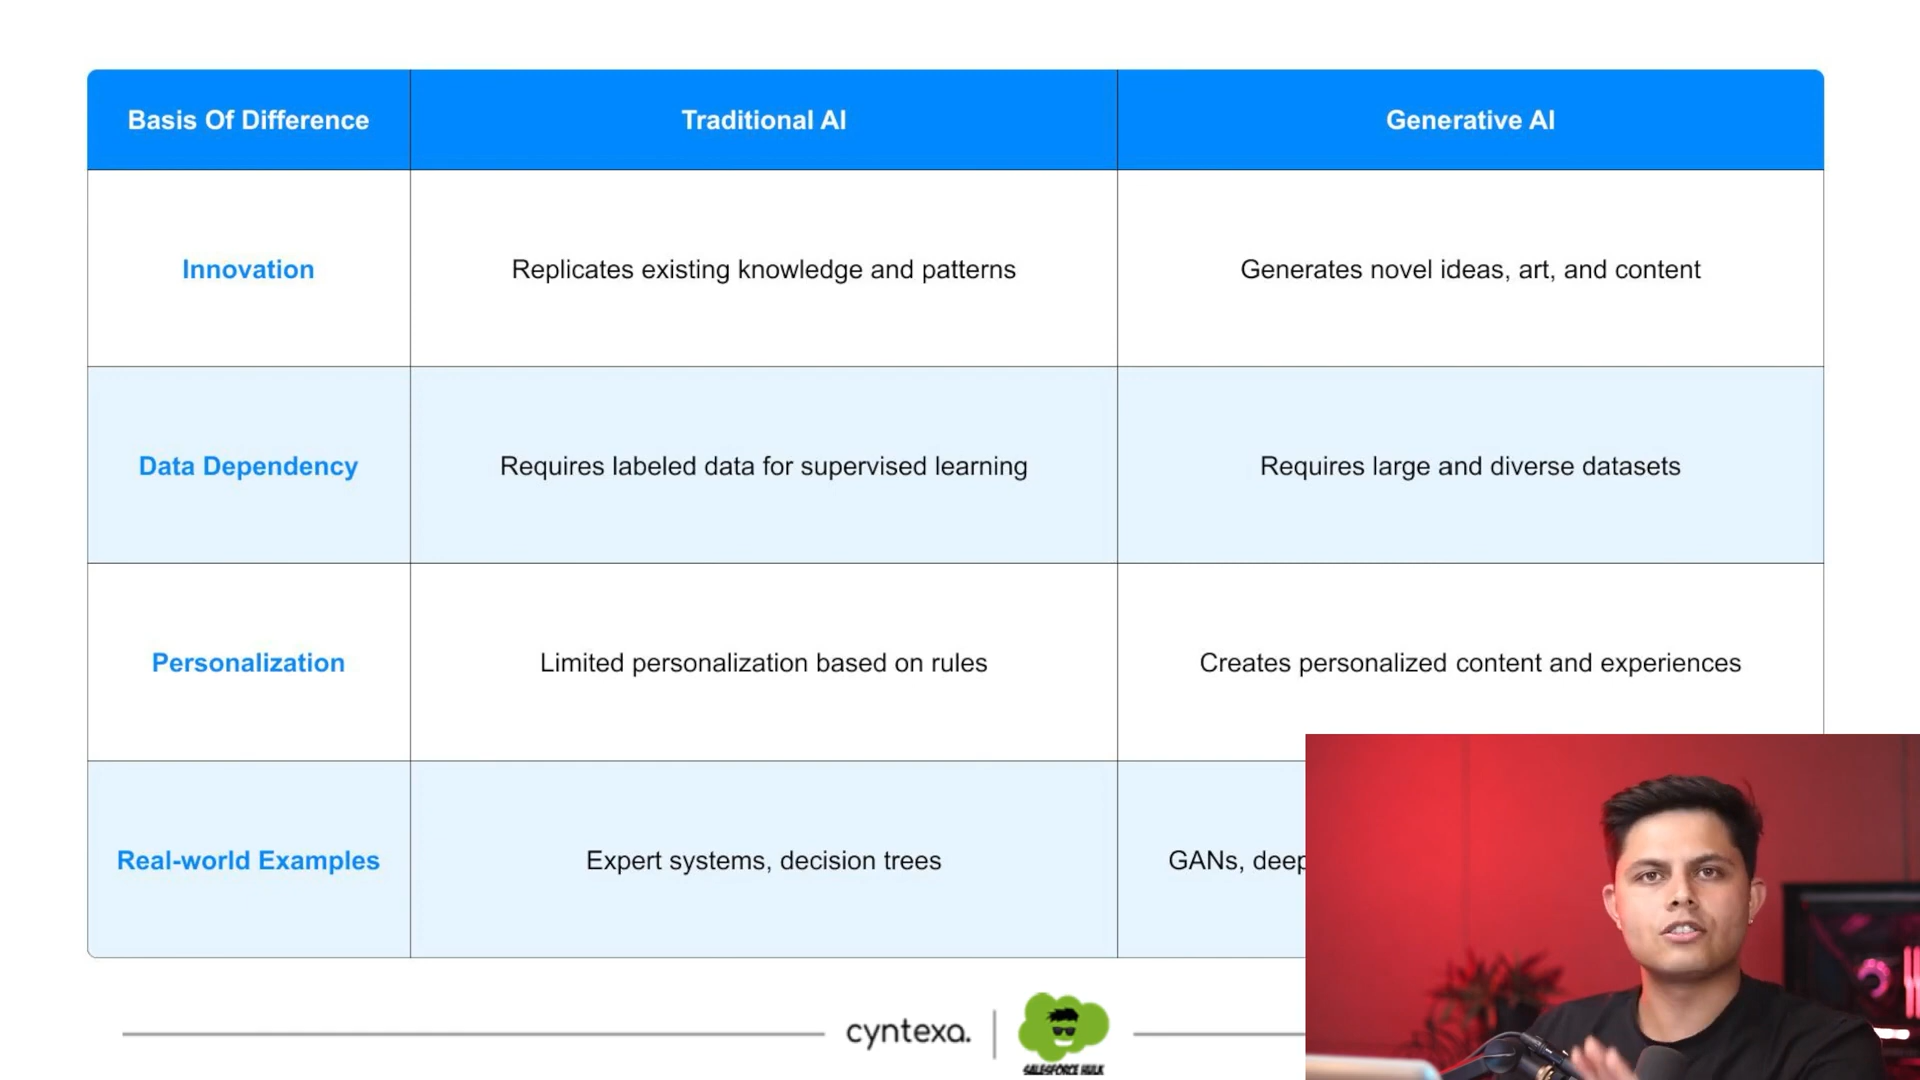 Basis Of Difference
Traditional AI
Generative AI
Innovation
Replicates existing knowledge and patterns
Generates novel ideas, art, and content
Data Dependency
Requires labeled data for supervised learning
Requires large and diverse datasets
Personalization
Limited personalization based on rules
Creates personalized content and experiences
Real-world Examples
Expert systems, decision trees
GANs, deep
cyntexa.
SALESFORCE HULK